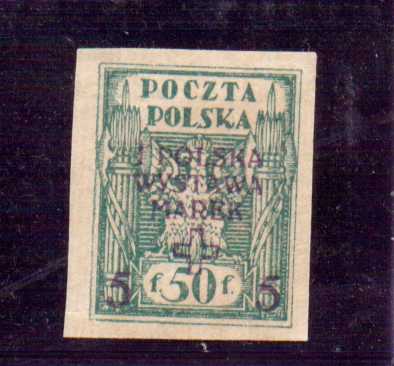 POCZTA
POLSKA
I POLSKA
WYSTAWA
MAREK
5 f. 50 f. 5